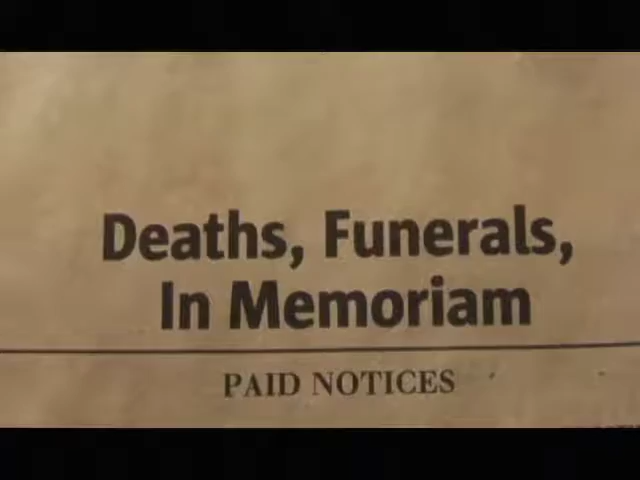 Deaths, Funerals,
In Memoriam
PAID NOTICES